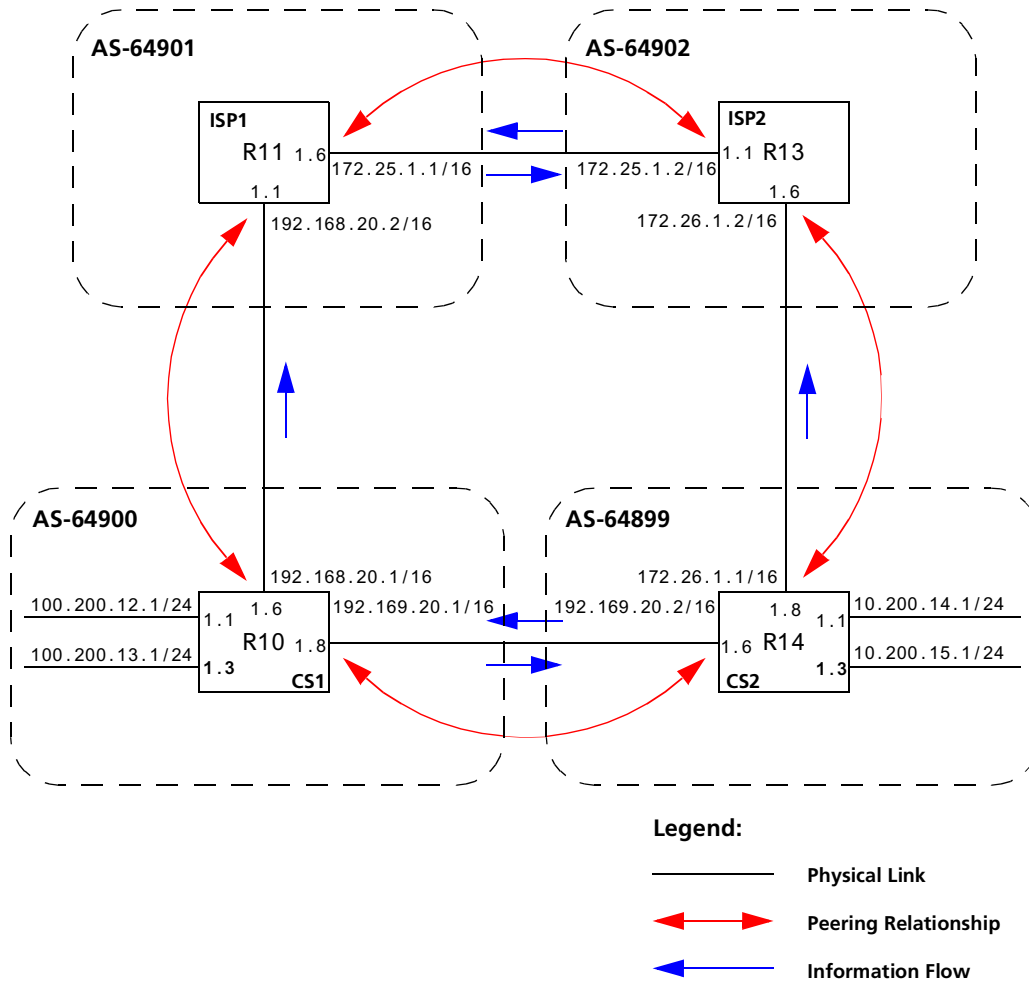 AS-64901
AS-64902
ISP1
ISP2
R11
1.6
1.1
R13
172.25.1.1/16
172.25.1.2/16
1.1
1.6
192.168.20.2/16
172.26.1.2/16
AS-64900
AS-64899
192.168.20.1/16
172.26.1.1/16
100.200.12.1/24
1.6
192.169.20.1/16
192.169.20.2/16
1.8
10.200.14.1/24
1.1
1.1
R10
1.8
1.6
R14
100.200.13.1/24
1.3
1.3
10.200.15.1/24
CS1
CS2
Legend:
Physical Link
Peering Relationship
Information Flow